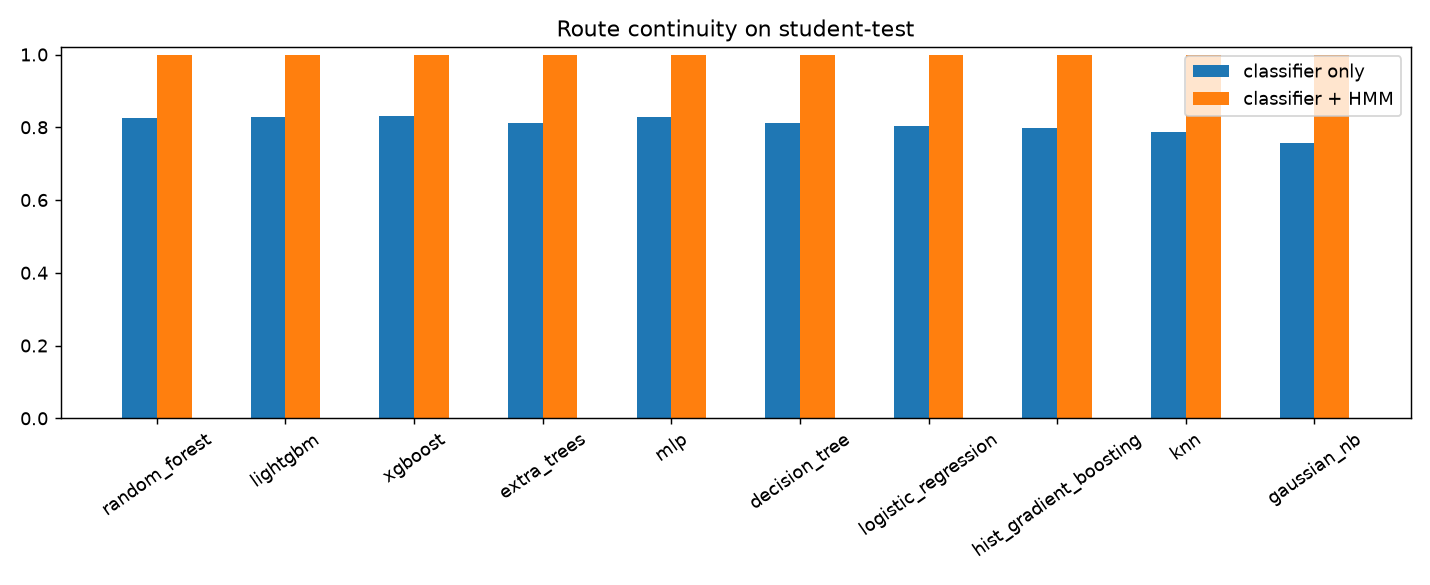 Route continuity on student-test
classifier only
classifier + HMM
1.0
0.8
0.6
0.4
0.2
0.0
random_forest
lightgbm
xgboost
extra_trees
mlp
decision_tree
logistic_regression
hist_gradient_boosting
knn
gaussian_nb